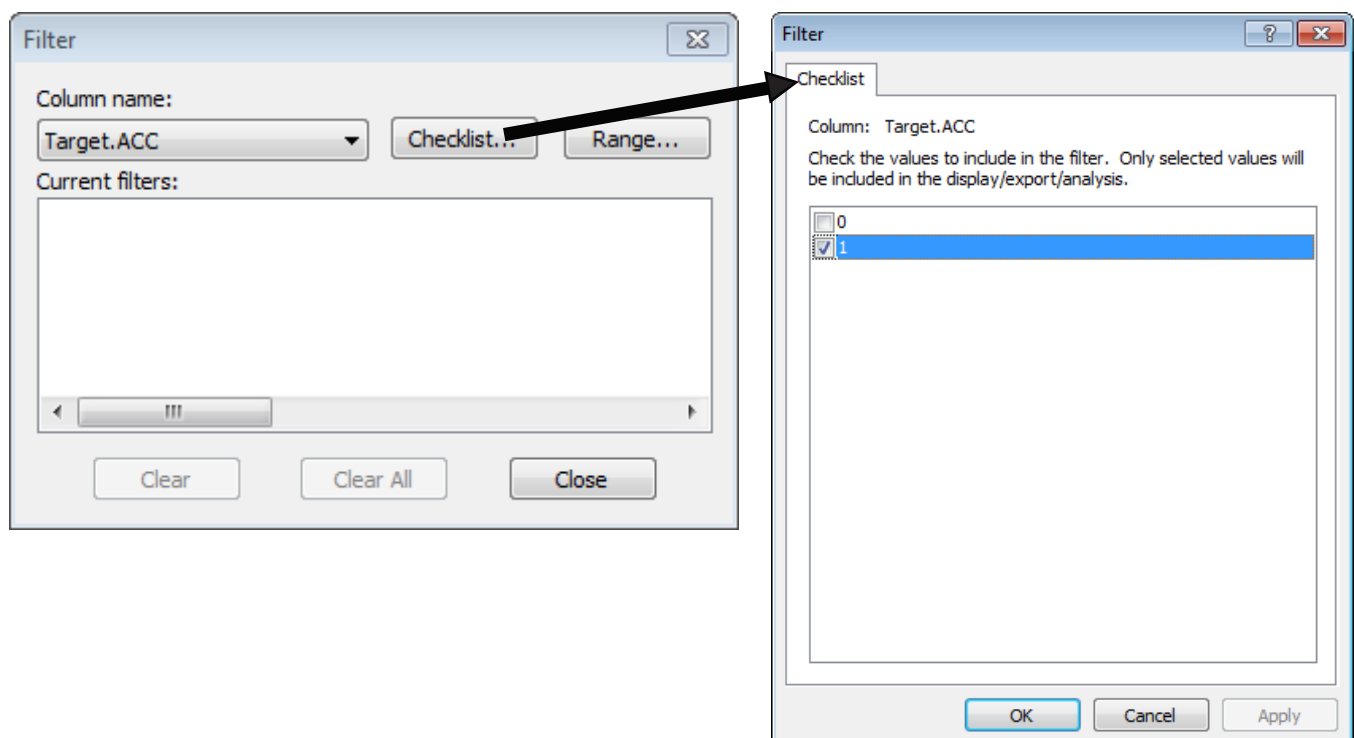 Filter
Column name:
Target.ACC
Checklist...
Range...
Current filters:
Clear
Clear All
Close
Filter
Checklist
Column: Target.ACC
Check the values to include in the filter. Only selected values will
be included in the display/export/analysis.
0
1
OK
Cancel
Apply